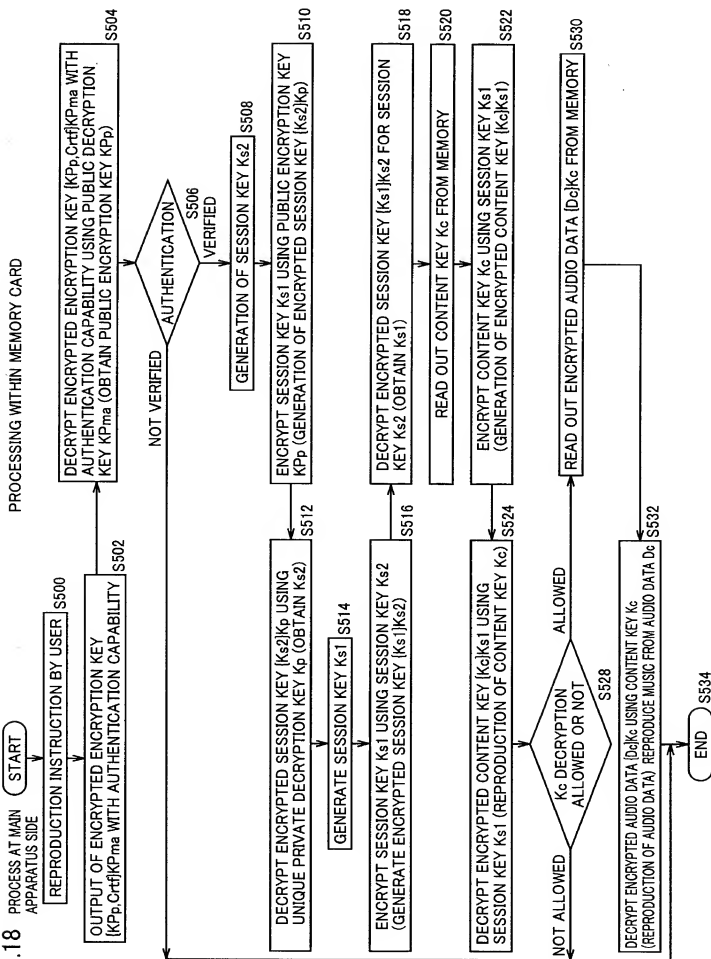 .18
PROCESS AT MAIN
APPARATUS SIDE
PROCESSING WITHIN MEMORY CARD
START
REPRODUCTION INSTRUCTION BY USER
S500
OUTPUT OF ENCRYPTED ENCRYPTION KEY
{KPp,Crtf}KPma WITH AUTHENTICATION CAPABILITY
S502
DECRYPT ENCRYPTED ENCRYPTION KEY {KPp,Crtf}KPma WITH
AUTHENTICATION CAPABILITY USING PUBLIC DECRYPTION
KEY KPma (OBTAIN PUBLIC ENCRYPTION KEY KPp)
S504
AUTHENTICATION
S506
NOT VERIFIED
VERIFIED
GENERATION OF SESSION KEY Ks2
S508
ENCRYPT SESSION KEY Ks1 USING PUBLIC ENCRYPTION KEY
KPp (GENERATION OF ENCRYPTED SESSION KEY {Ks2}Kp)
S510
DECRYPT ENCRYPTED SESSION KEY {Ks2}Kp USING
UNIQUE PRIVATE DECRYPTION KEY Kp (OBTAIN Ks2)
S512
GENERATE SESSION KEY Ks1
S514
ENCRYPT SESSION KEY Ks1 USING SESSION KEY Ks2
(GENERATE ENCRYPTED SESSION KEY {Ks1}Ks2)
S516
DECRYPT ENCRYPTED SESSION KEY {Ks1}Ks2 FOR SESSION
KEY Ks2 (OBTAIN Ks1)
S518
READ OUT CONTENT KEY Kc FROM MEMORY
S520
ENCRYPT CONTENT KEY Kc USING SESSION KEY Ks1
(GENERATION OF ENCRYPTED CONTENT KEY {Kc}Ks1)
S522
DECRYPT ENCRYPTED CONTENT KEY {Kc}Ks1 USING
SESSION KEY Ks1 (REPRODUCTION OF CONTENT KEY Kc)
S524
Kc DECRYPTION
ALLOWED OR NOT
S528
NOT ALLOWED
ALLOWED
READ OUT ENCRYPTED AUDIO DATA {Dc}Kc FROM MEMORY
S530
DECRYPT ENCRYPTED AUDIO DATA {Dc}Kc USING CONTENT KEY Kc
(REPRODUCTION OF AUDIO DATA) REPRODUCE MUSIC FROM AUDIO DATA Dc
S532
END
S534